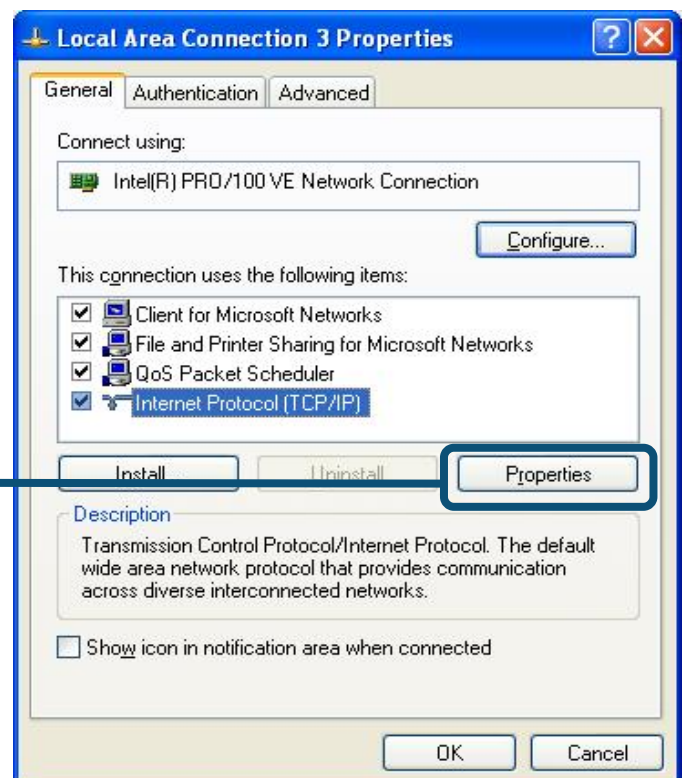 Local Area Connection 3 Properties
General Authentication Advanced
Connect using:
Intel(R) PRO/100 VE Network Connection
Configure...
This connection uses the following items:
Client for Microsoft Networks
File and Printer Sharing for Microsoft Networks
QoS Packet Scheduler
Internet Protocol (TCP/IP)
Install... Uninstall Properties
Description
Transmission Control Protocol/Internet Protocol. The default
wide area network protocol that provides communication
across diverse interconnected networks.
Show icon in notification area when connected
OK Cancel